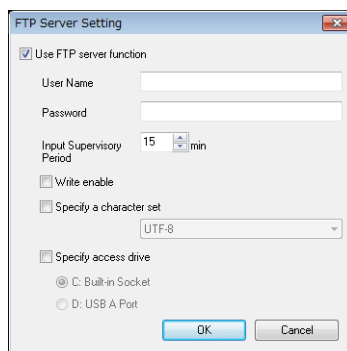 FTP Server Setting
Use FTP server function
User Name
Password
Input Supervisory
Period
15
min
Write enable
Specify a character set
UTF-8
Specify access drive
C: Built-in Socket
D: USB A Port
OK
Cancel